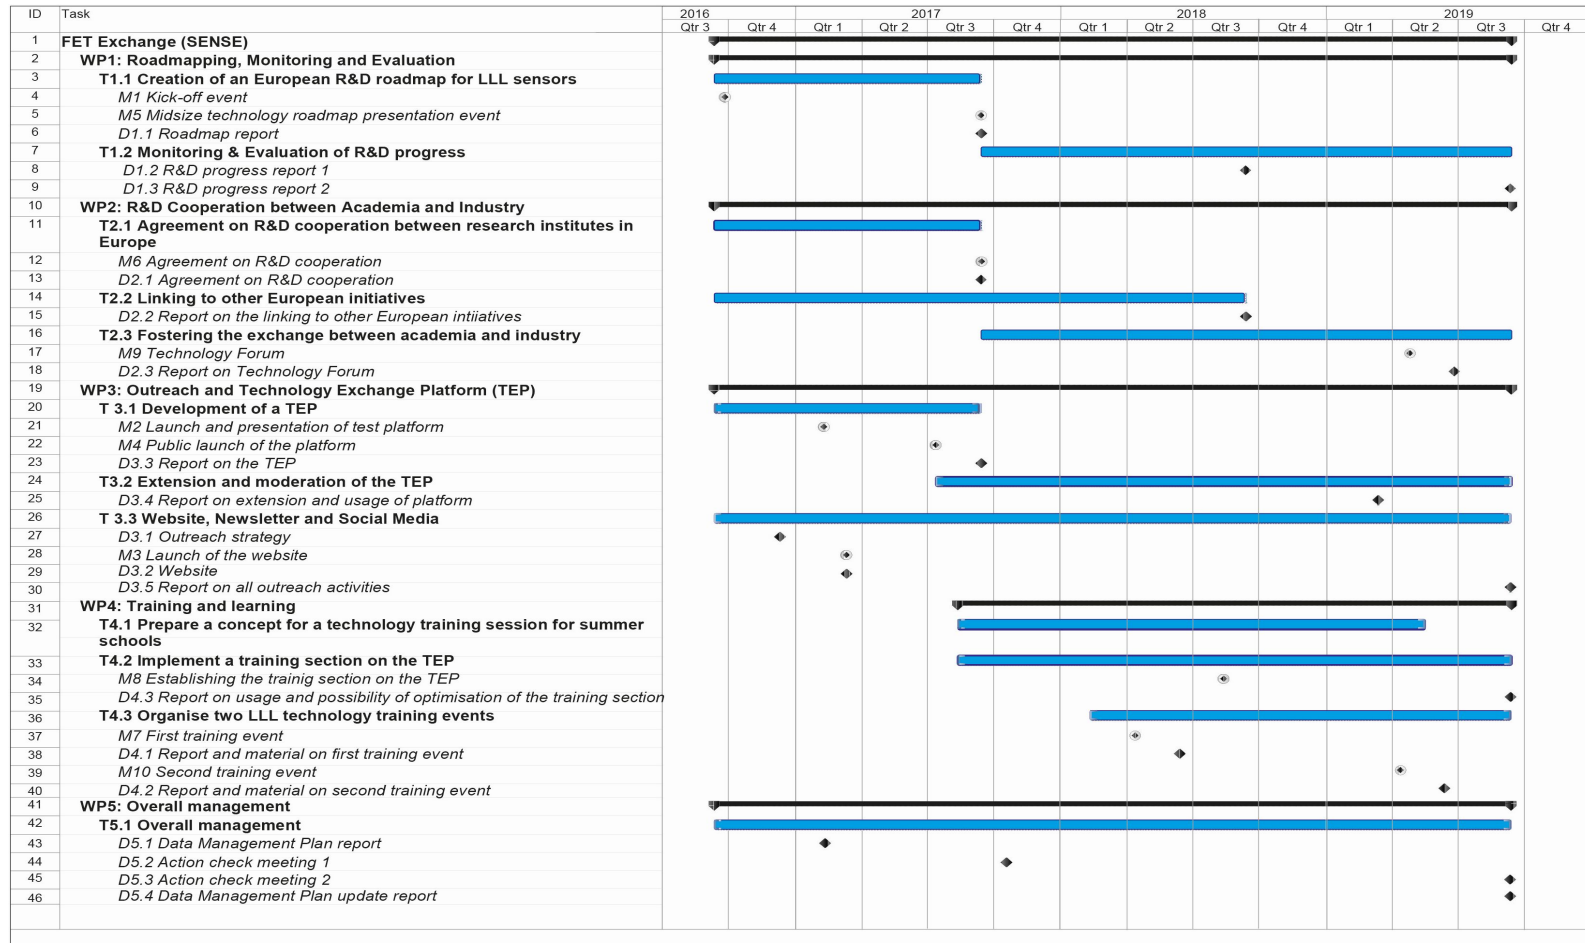 ID Task 2016 2017 2018 2019
Qtr 3 Qtr 4 Qtr 1 Qtr 2 Qtr 3 Qtr 4 Qtr 1 Qtr 2 Qtr 3 Qtr 4 Qtr 1 Qtr 2 Qtr 3 Qtr 4
1 FET Exchange (SENSE)
2 WP1: Roadmapping, Monitoring and Evaluation
3 T1.1 Creation of an European R&D roadmap for LLL sensors
4 M1 Kick-off event
5 M5 Midsize technology roadmap presentation event
6 D1.1 Roadmap report
7 T1.2 Monitoring & Evaluation of R&D progress
8 D1.2 R&D progress report 1
9 D1.3 R&D progress report 2
10 WP2: R&D Cooperation between Academia and Industry
11 T2.1 Agreement on R&D cooperation between research institutes in
Europe
12 M6 Agreement on R&D cooperation
13 D2.1 Agreement on R&D cooperation
14 T2.2 Linking to other European initiatives
15 D2.2 Report on the linking to other European intiiatives
16 T2.3 Fostering the exchange between academia and industry
17 M9 Technology Forum
18 D2.3 Report on Technology Forum
19 WP3: Outreach and Technology Exchange Platform (TEP)
20 T 3.1 Development of a TEP
21 M2 Launch and presentation of test platform
22 M4 Public launch of the platform
23 D3.3 Report on the TEP
24 T3.2 Extension and moderation of the TEP
25 D3.4 Report on extension and usage of platform
26 T 3.3 Website, Newsletter and Social Media
27 D3.1 Outreach strategy
28 M3 Launch of the website
29 D3.2 Website
30 D3.5 Report on all outreach activities
31 WP4: Training and learning
32 T4.1 Prepare a concept for a technology training session for summer
schools
33 T4.2 Implement a training section on the TEP
34 M8 Establishing the trainig section on the TEP
35 D4.3 Report on usage and possibility of optimisation of the training section
36 T4.3 Organise two LLL technology training events
37 M7 First training event
38 D4.1 Report and material on first training event
39 M10 Second training event
40 D4.2 Report and material on second training event
41 WP5: Overall management
42 T5.1 Overall management
43 D5.1 Data Management Plan report
44 D5.2 Action check meeting 1
45 D5.3 Action check meeting 2
46 D5.4 Data Management Plan update report